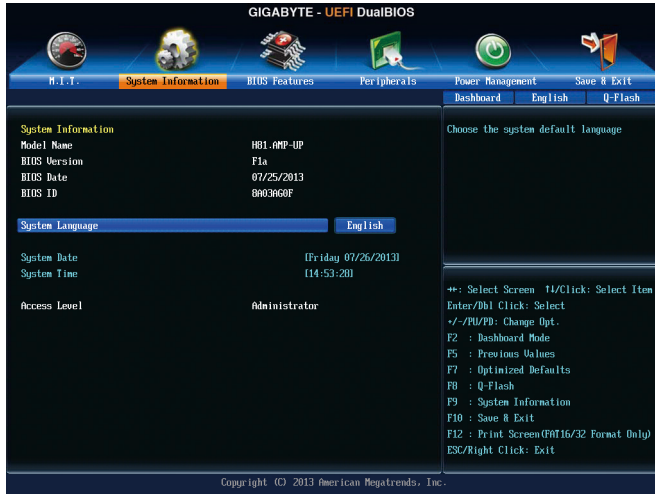 GIGABYTE - UEFI DualBIOS
M.I.T. System Information BIOS Features Peripherals Power Management Save & Exit
Dashboard English Q-Flash
System Information
Model Name H81.AMP-UP
BIOS Version F1a
BIOS Date 07/25/2013
BIOS ID 8A03AG0F
System Language English
System Date [Friday 07/26/2013]
System Time [14:53:28]
Access Level Administrator
Choose the system default language
→←: Select Screen ↑↓/Click: Select Item
Enter/Dbl Click: Select
+/-/PU/PD: Change Opt.
F2 : Dashboard Mode
F5 : Previous Values
F7 : Optimized Defaults
F8 : Q-Flash
F9 : System Information
F10 : Save & Exit
F12 : Print Screen(FAT16/32 Format Only)
ESC/Right Click: Exit
Copyright (C) 2013 American Megatrends, Inc.